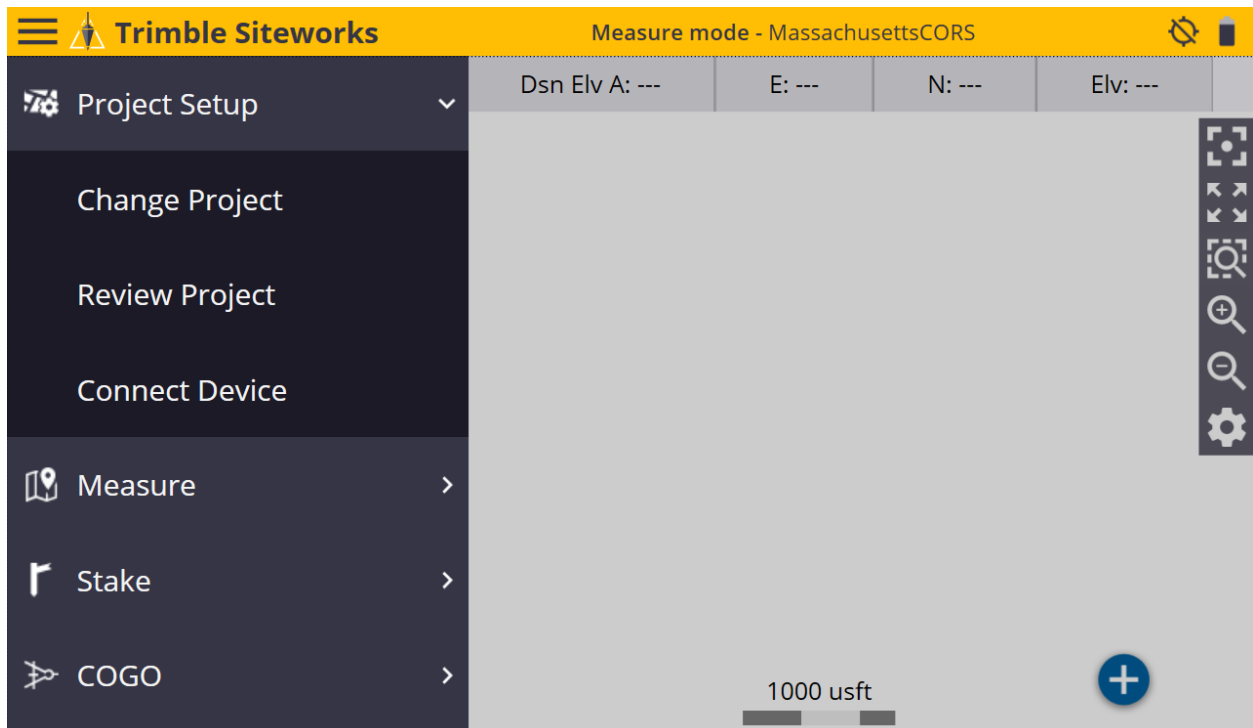 Trimble Siteworks
Measure mode - MassachusettsCORS
Project Setup
Dsn Elv A: ---
E: ---
N: ---
Elv: ---
Change Project
Review Project
Connect Device
Measure
Stake
COGO
1000 usft